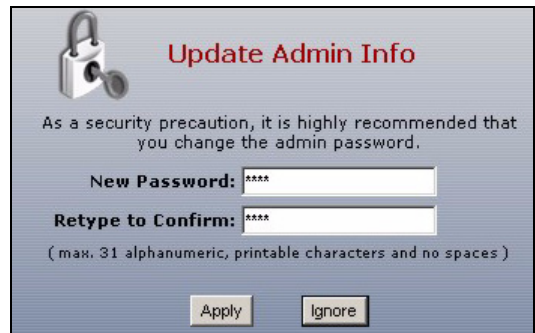 Update Admin Info
As a security precaution, it is highly recommended that
you change the admin password.
New Password: ****
Retype to Confirm: ****
( max. 31 alphanumeric, printable characters and no spaces )
Apply Ignore